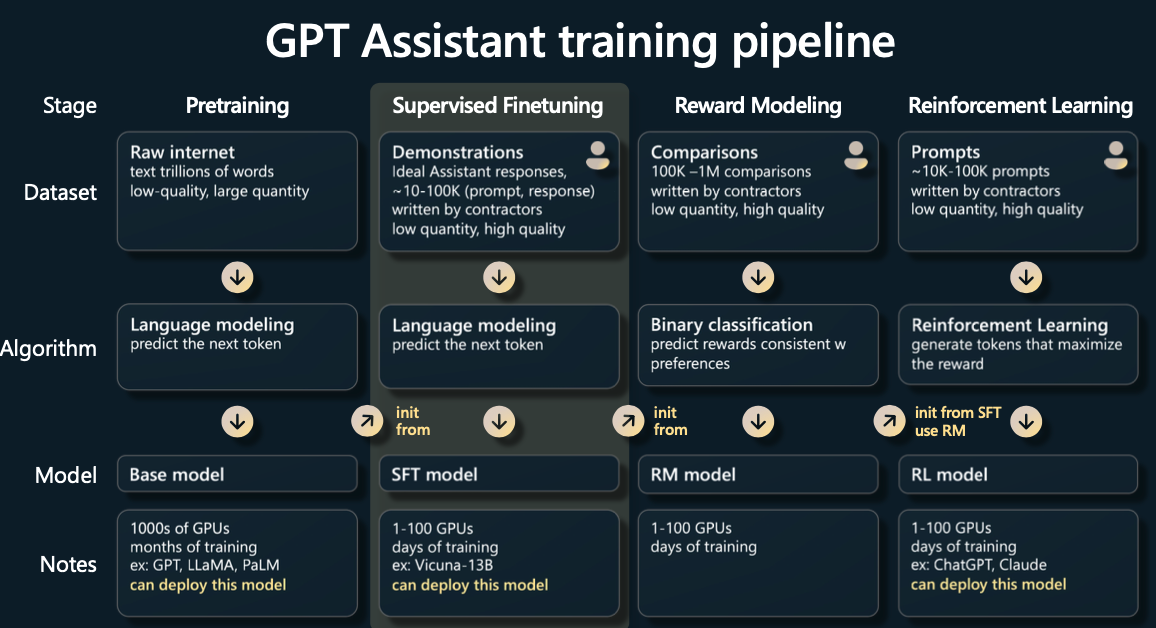 GPT Assistant training pipeline
Stage
Pretraining
Supervised Finetuning
Reward Modeling
Reinforcement Learning
Dataset
Raw internet
text trillions of words
low-quality, large quantity
Demonstrations
Ideal Assistant responses,
~10-100K (prompt, response)
written by contractors
low quantity, high quality
Comparisons
100K –1M comparisons
written by contractors
low quantity, high quality
Prompts
~10K-100K prompts
written by contractors
low quantity, high quality
Algorithm
Language modeling
predict the next token
Language modeling
predict the next token
Binary classification
predict rewards consistent w
preferences
Reinforcement Learning
generate tokens that maximize
the reward
init
from
init
from
init from SFT
use RM
Model
Base model
SFT model
RM model
RL model
Notes
1000s of GPUs
months of training
ex: GPT, LLaMA, PaLM
can deploy this model
1-100 GPUs
days of training
ex: Vicuna-13B
can deploy this model
1-100 GPUs
days of training
1-100 GPUs
days of training
ex: ChatGPT, Claude
can deploy this model